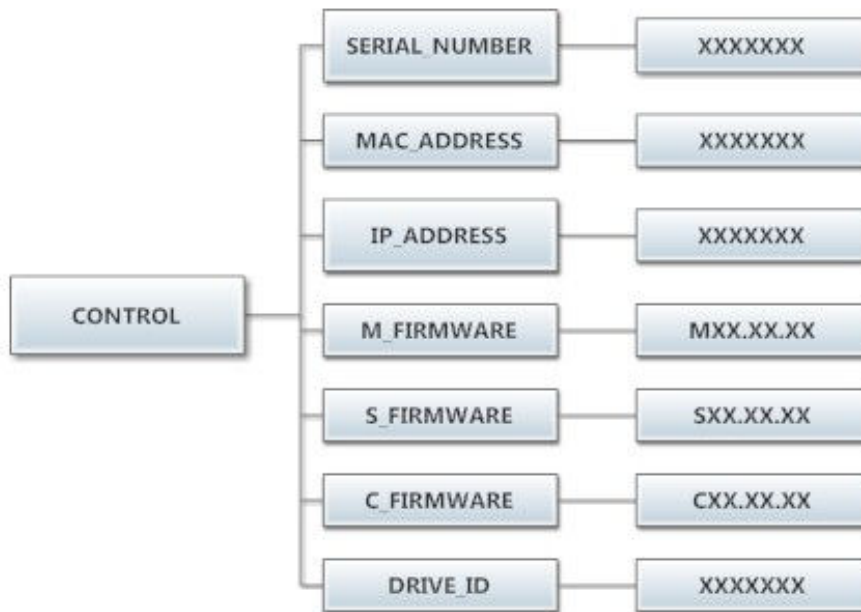 SERIAL_NUMBER XXXXXXX
MAC_ADDRESS XXXXXXX
IP_ADDRESS XXXXXXX
CONTROL
M_FIRMWARE MXX.XX.XX
S_FIRMWARE SXX.XX.XX
C_FIRMWARE CXX.XX.XX
DRIVE_ID XXXXXXX